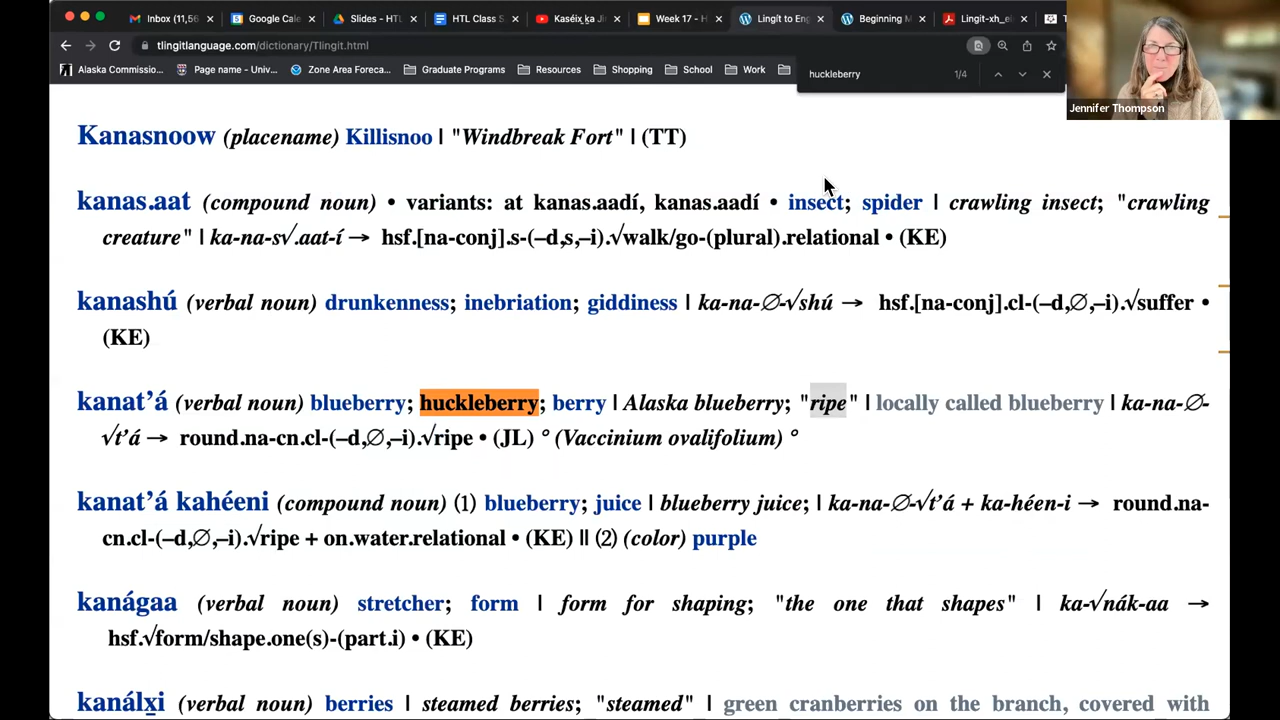 Inbox (11,56
Google Cale
Slides - HTL
HTL Class S
Kaséix̱ Jí
Week 17 - H
Lingít to Eng
Beginning M
Lingít-xh_ei
tlingitlanguage.com/dictionary/Tlingit.html
Alaska Commissio...
Page name - Univ...
Zone Area Foreca...
Graduate Programs
Resources
Shopping
School
Work
huckleberry 1/4
Jennifer Thompson
Kanasnoow (placename) Killisnoo | "Windbreak Fort" | (TT)
kanas.aat (compound noun) • variants: at kanas.aadí, kanas.aadí • insect; spider | crawling insect; "crawling
creature" | ka-na-s√.aat-í → hsf.[na-conj].s-(–d,s,–i).√walk/go-(plural).relational • (KE)
kanashú (verbal noun) drunkenness; inebriation; giddiness | ka-na-∅-√shú → hsf.[na-conj].cl-(–d,∅,–i).√suffer •
(KE)
kanat’á (verbal noun) blueberry; huckleberry; berry | Alaska blueberry; "ripe" | locally called blueberry | ka-na-∅-
√t’á → round.na-cn.cl-(–d,∅,–i).√ripe • (JL) ° (Vaccinium ovalifolium) °
kanat’á kahéeni (compound noun) (1) blueberry; juice | blueberry juice; | ka-na-∅-√t’á + ka-héen-i → round.na-
cn.cl-(–d,∅,–i).√ripe + on.water.relational • (KE) || (2) (color) purple
kanágaa (verbal noun) stretcher; form | form for shaping; "the one that shapes" | ka-√nák-aa →
hsf.√form/shape.one(s)-(part.i) • (KE)
kanálx̱i (verbal noun) berries | steamed berries; "steamed" | green cranberries on the branch, covered with